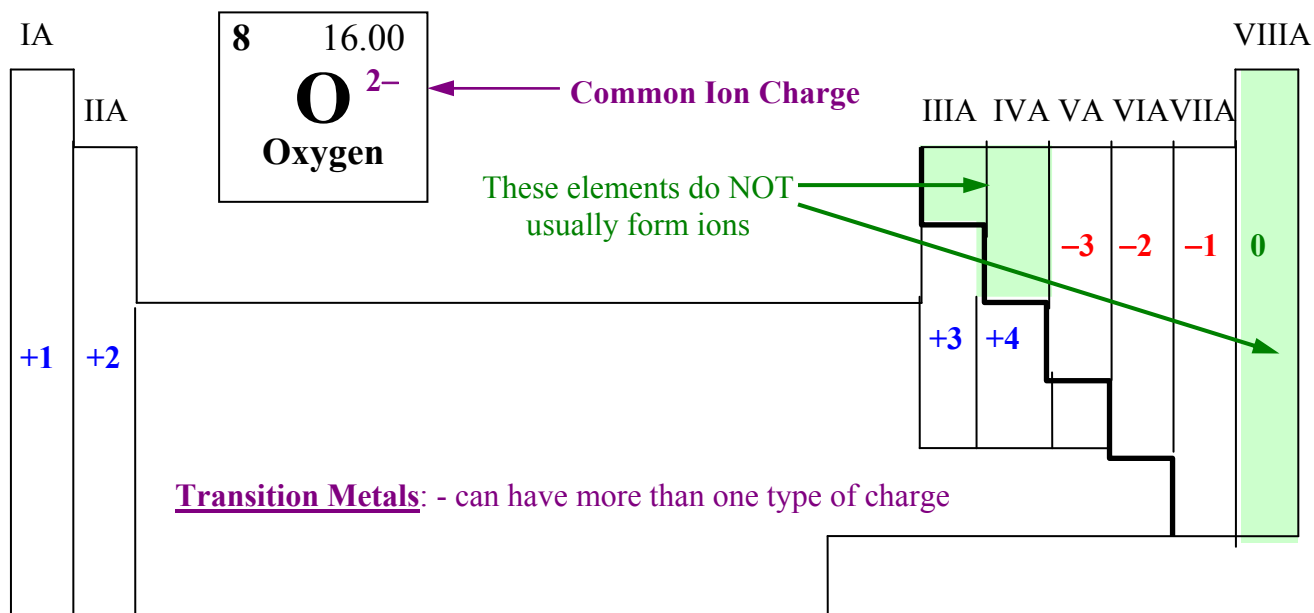 IA
VIIIA
8 16.00
O 2–
Oxygen
Common Ion Charge
IIA
IIIA IVA VA VIA VIIA
These elements do NOT
usually form ions
–3 –2 –1 0
+1 +2
+3 +4
Transition Metals: - can have more than one type of charge